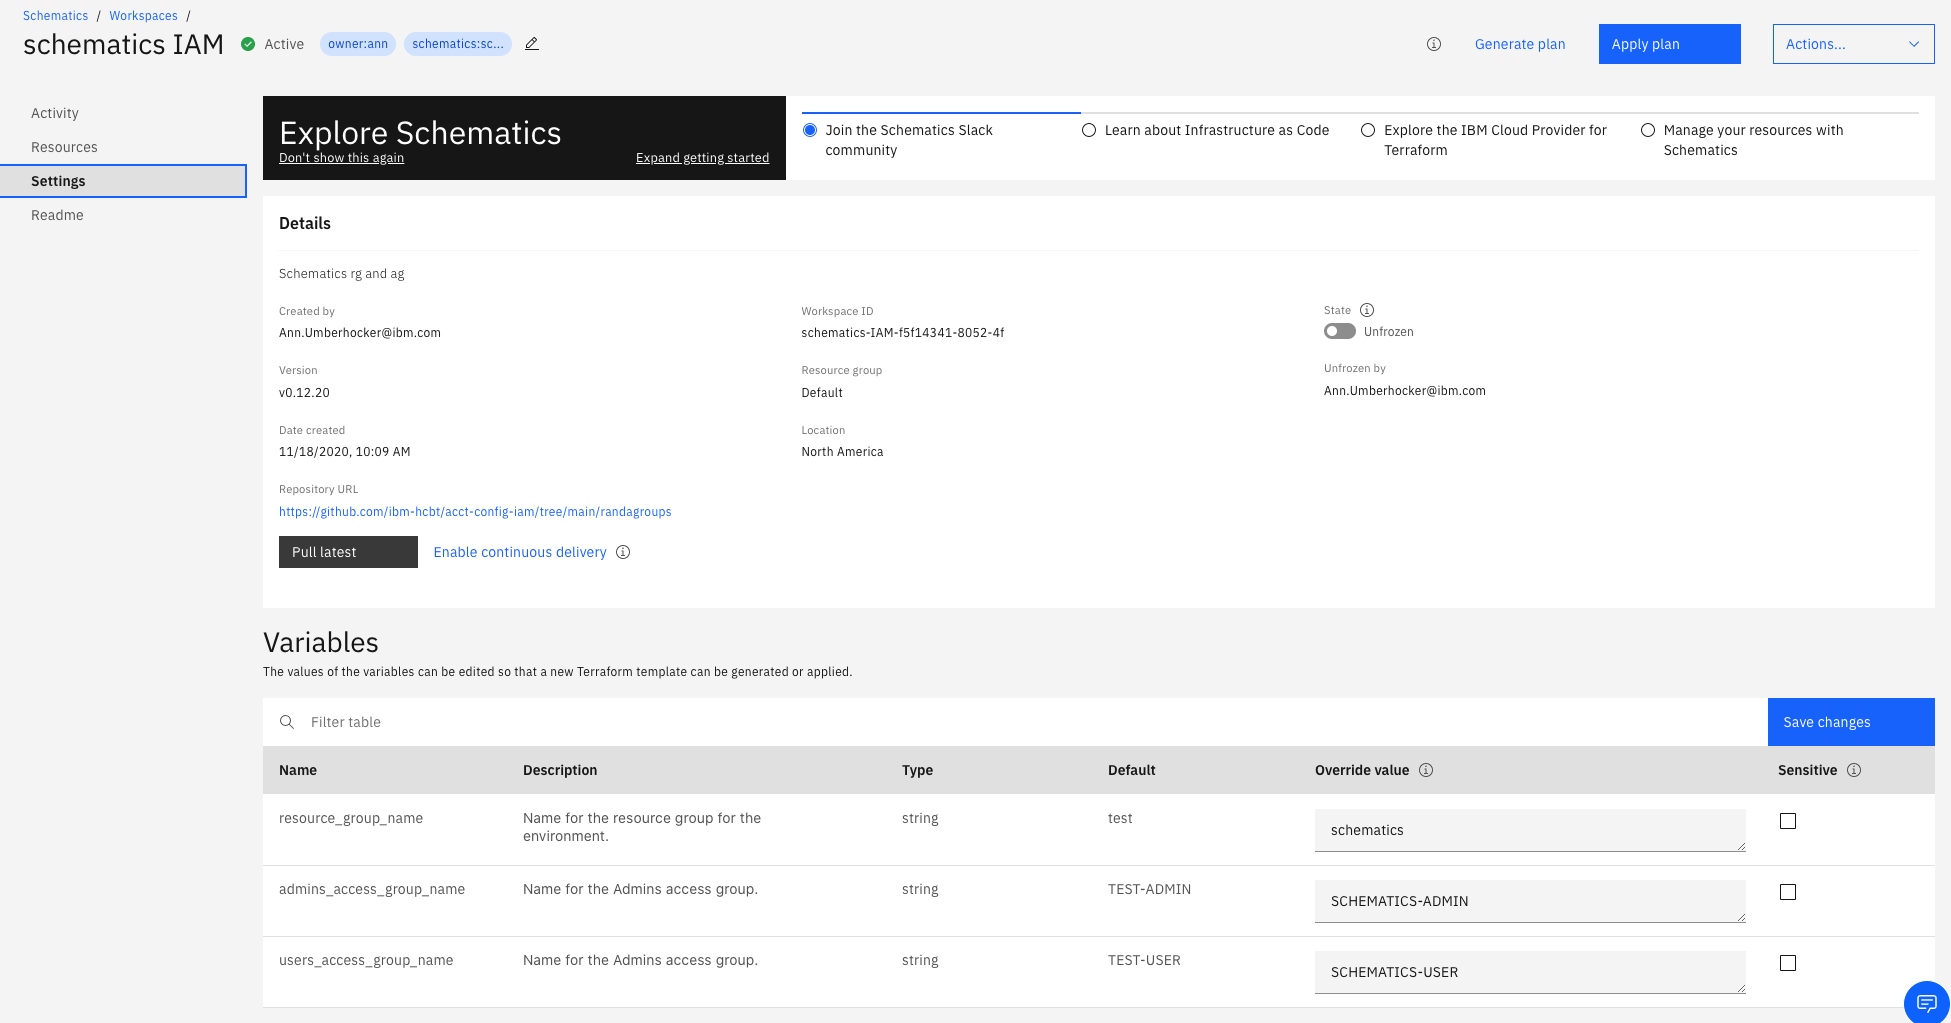 Schematics / Workspaces /
schematics IAM Active owner:ann schematics:sc... Generate plan Apply plan Actions...
Activity
Resources
Settings
Readme
Explore Schematics
Don't show this again Expand getting started
Join the Schematics Slack
community
Learn about Infrastructure as Code
Explore the IBM Cloud Provider for
Terraform
Manage your resources with
Schematics
Details
Schematics rg and ag
Created by
Ann.Umberhocker@ibm.com
Workspace ID
schematics-IAM-f5f14341-8052-4f
State
Unfrozen
Version
v0.12.20
Resource group
Default
Unfrozen by
Ann.Umberhocker@ibm.com
Date created
11/18/2020, 10:09 AM
Location
North America
Repository URL
https://github.com/ibm-hcbt/acct-config-iam/tree/main/randagroups
Pull latest Enable continuous delivery
Variables
The values of the variables can be edited so that a new Terraform template can be generated or applied.
Filter table Save changes
Name Description Type Default Override value Sensitive
resource_group_name Name for the resource group for the string test schematics
environment.
admins_access_group_name Name for the Admins access group. string TEST-ADMIN SCHEMATICS-ADMIN
users_access_group_name Name for the Admins access group. string TEST-USER SCHEMATICS-USER